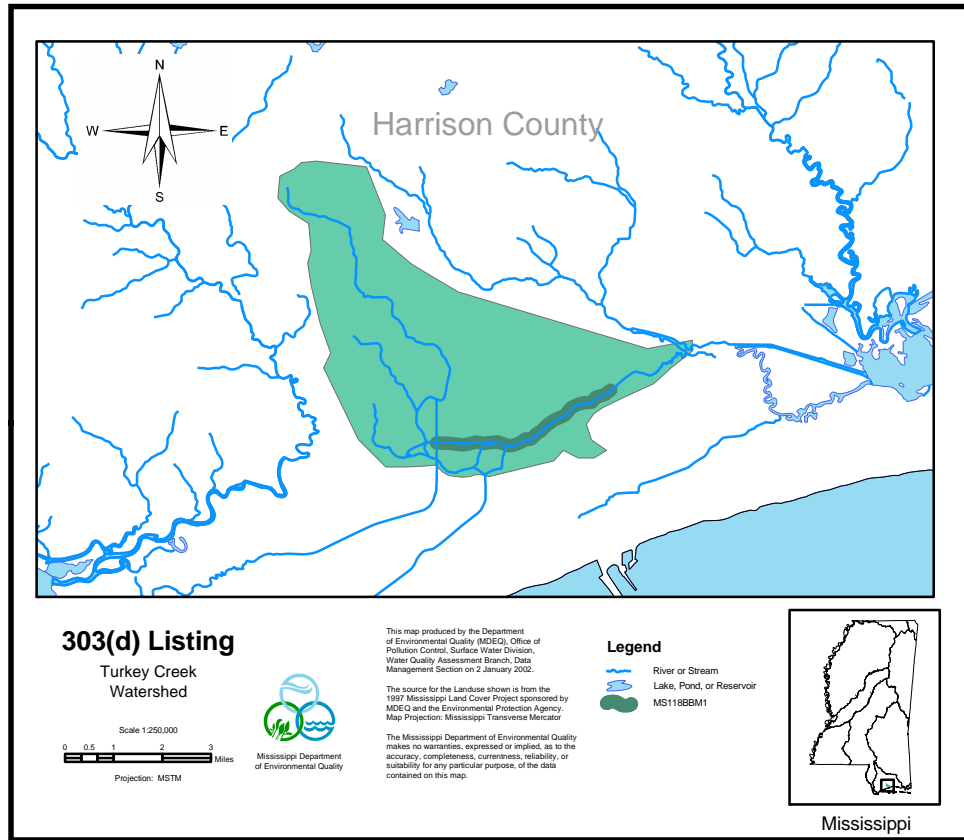 N
W E
S
Harrison County
303(d) Listing
Turkey Creek
Watershed
Scale 1:250,000
0 0.5 1 2 3
Miles
Projection: MSTM
Mississippi Department
of Environmental Quality
This map produced by the Department
of Environmental Quality (MDEQ), Office of
Pollution Control, Surface Water Division,
Water Quality Assessment Branch, Data
Management Section on 2 January 2002.
The source for the Landuse shown is from the
1997 Mississippi Land Cover Project sponsored by
MDEQ and the Environmental Protection Agency.
Map Projection: Mississippi Transverse Mercator
The Mississippi Department of Environmental Quality
makes no warranties, expressed or implied, as to the
accuracy, completeness, currentness, reliability, or
suitability for any particular purpose, of the data
contained on this map.
Legend
River or Stream
Lake, Pond, or Reservoir
MS118BBM1
Mississippi